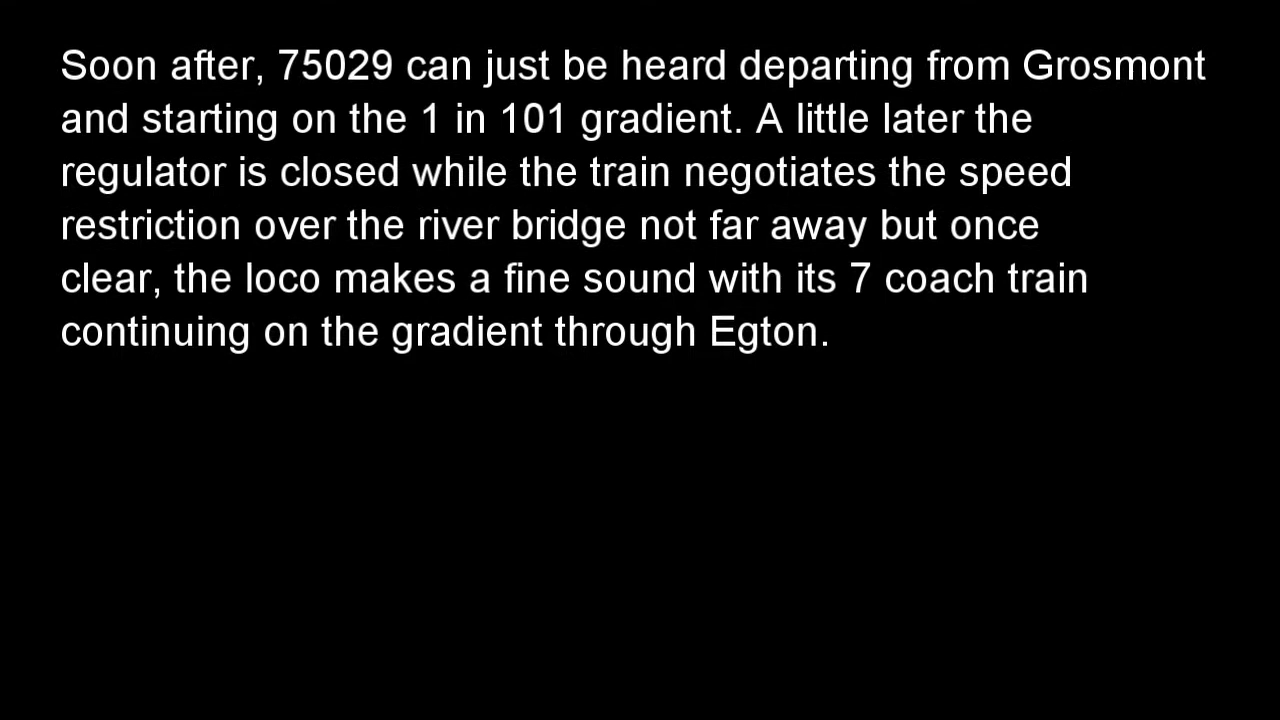 Soon after, 75029 can just be heard departing from Grosmont
and starting on the 1 in 101 gradient. A little later the
regulator is closed while the train negotiates the speed
restriction over the river bridge not far away but once
clear, the loco makes a fine sound with its 7 coach train
continuing on the gradient through Egton.